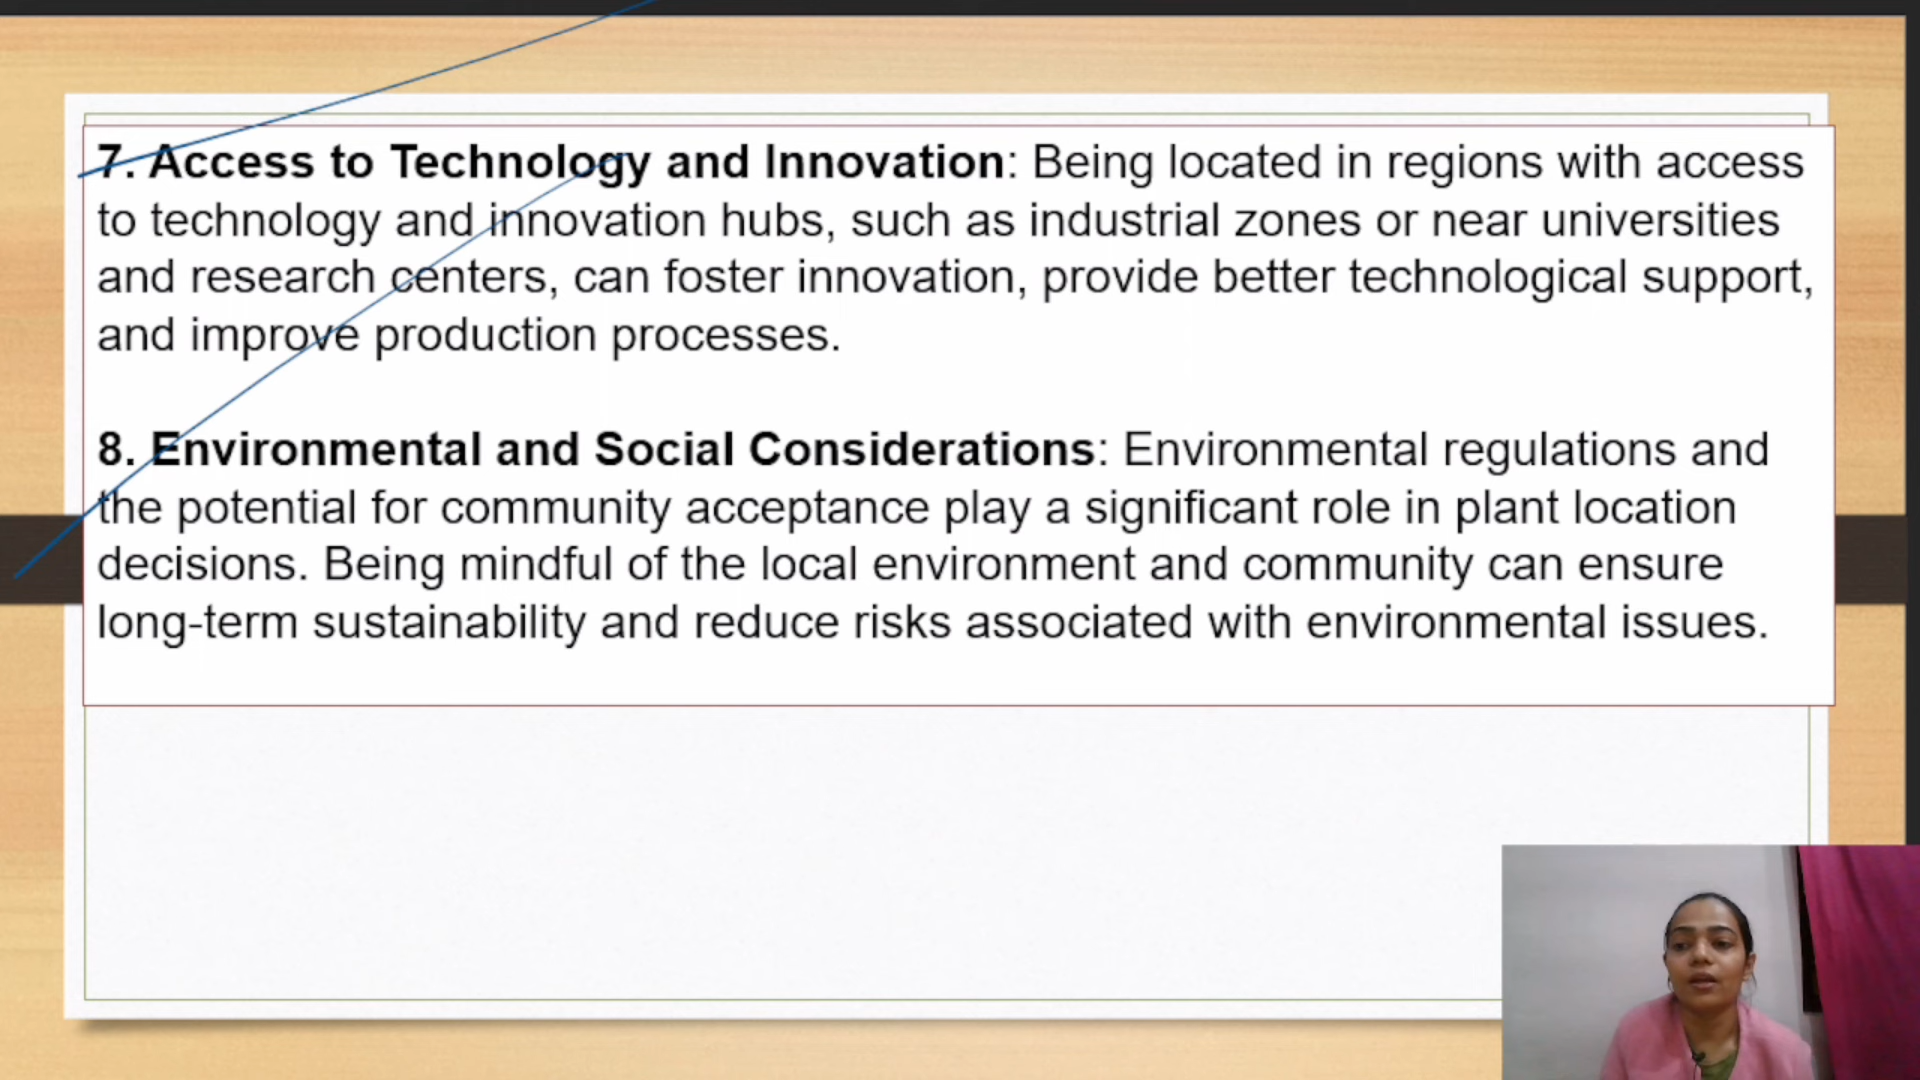 7. Access to Technology and Innovation: Being located in regions with access
to technology and innovation hubs, such as industrial zones or near universities
and research centers, can foster innovation, provide better technological support,
and improve production processes.
8. Environmental and Social Considerations: Environmental regulations and
the potential for community acceptance play a significant role in plant location
decisions. Being mindful of the local environment and community can ensure
long-term sustainability and reduce risks associated with environmental issues.